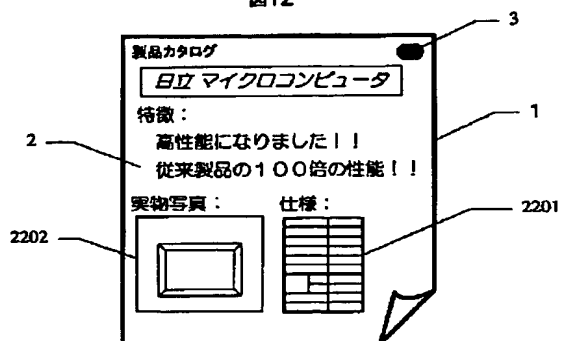 図12
3
製品カタログ
日立 マイクロコンピュータ
特徴：
1
高性能になりました！！
2
従来製品の１００倍の性能！！
実物写真：
仕様：
2201
2202